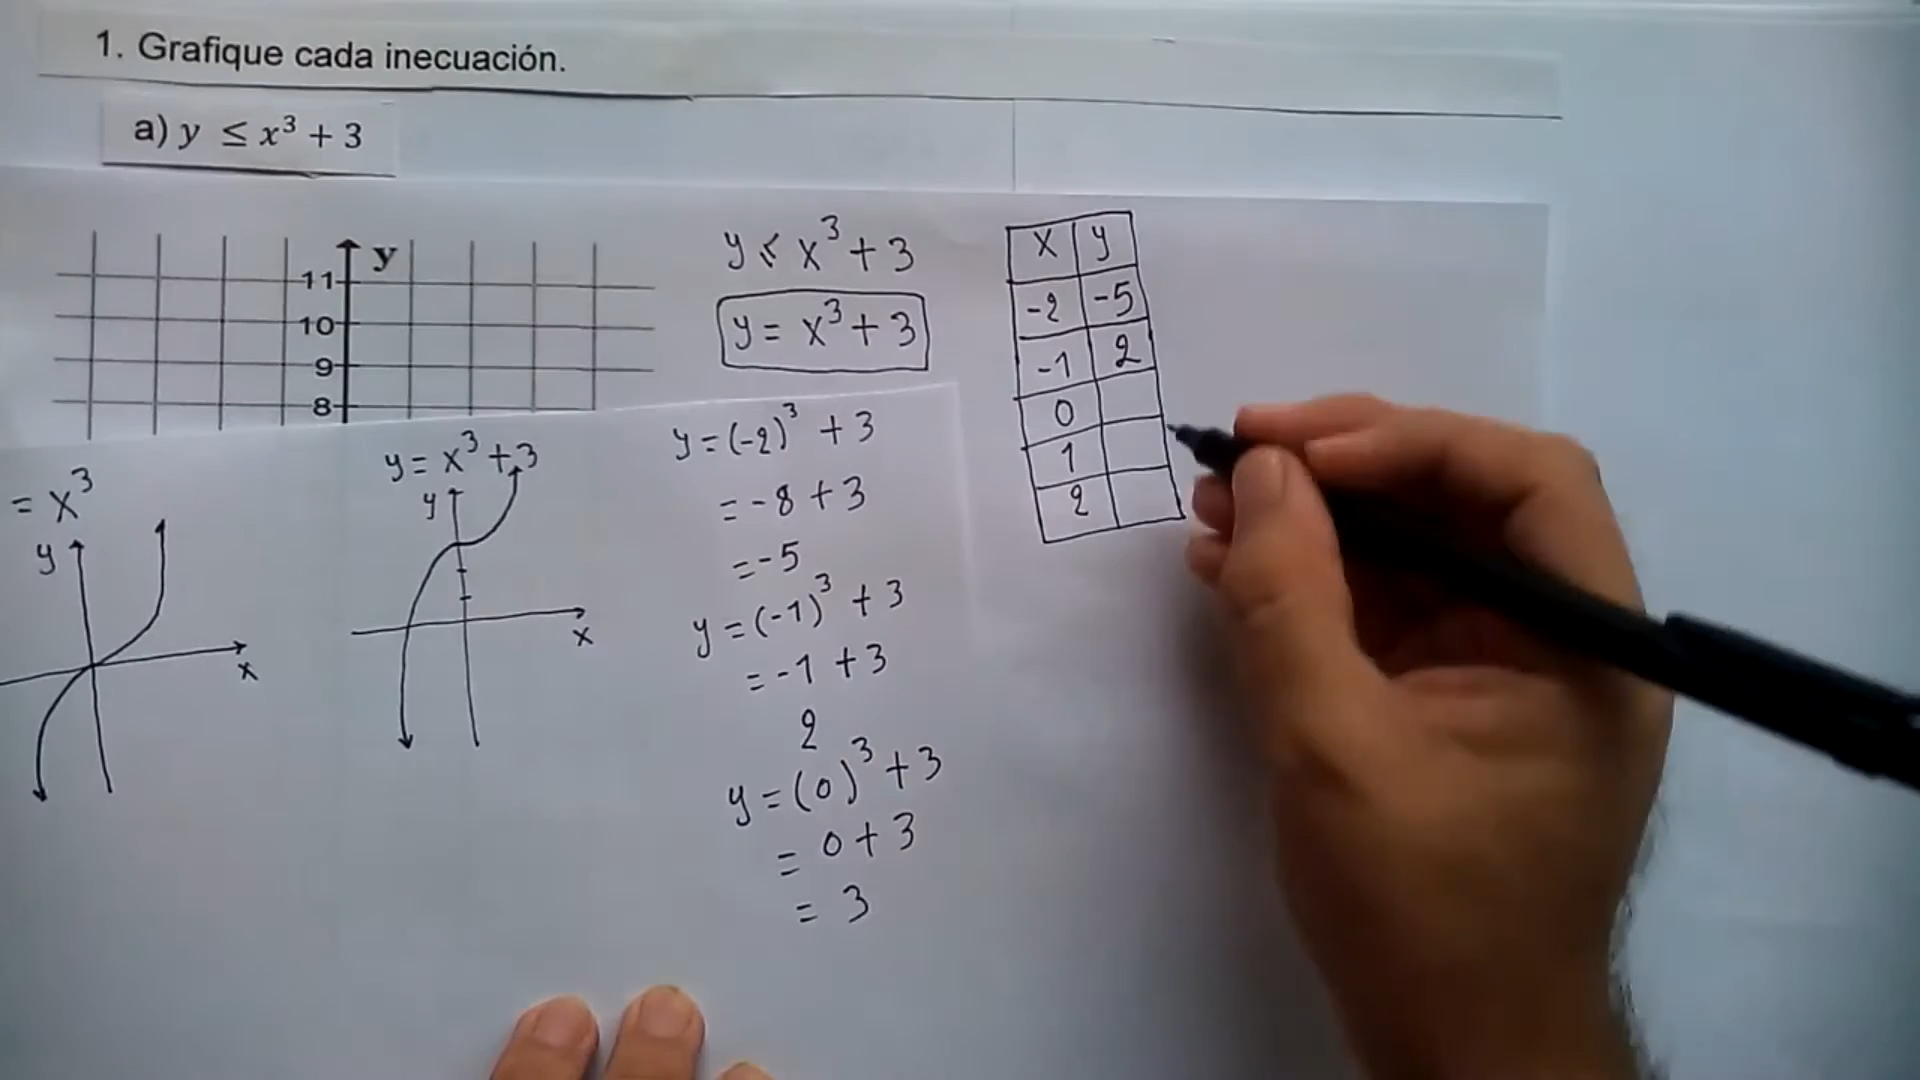 1. Grafique cada inecuación.
a) y ≤ x³ + 3
y
11
10
9
8
y ≤ x³ + 3
y = x³ + 3
x y
-2 -5
-1 2
0
1
2
= x³
y
x
y = x³ + 3
y
x
y = (-2)³ + 3
= -8 + 3
= -5
y = (-1)³ + 3
= -1 + 3
2
y = (0)³ + 3
= 0 + 3
= 3